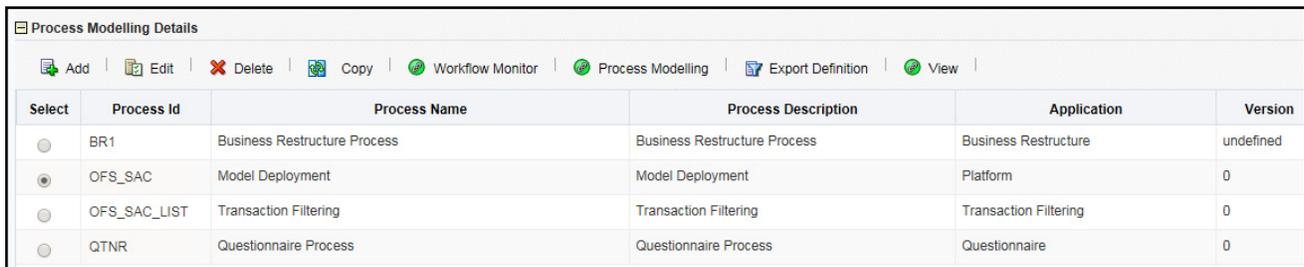 Process Modelling Details
Add Edit Delete Copy Workflow Monitor Process Modelling Export Definition View
Select Process Id Process Name Process Description Application Version
BR1 Business Restructure Process Business Restructure Process Business Restructure undefined
OFS_SAC Model Deployment Model Deployment Platform 0
OFS_SAC_LIST Transaction Filtering Transaction Filtering Transaction Filtering 0
QTNR Questionnaire Process Questionnaire Process Questionnaire 0